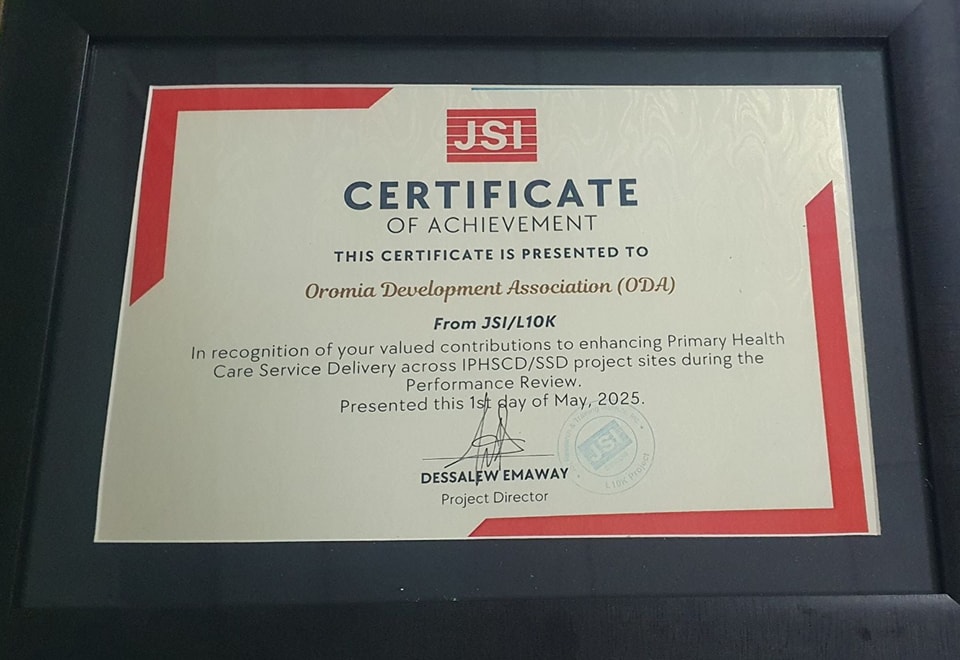 JSI
CERTIFICATE
OF ACHIEVEMENT
THIS CERTIFICATE IS PRESENTED TO
Oromia Development Association (ODA)
From JSI/L10K
In recognition of your valued contributions to enhancing Primary Health
Care Service Delivery across IPHSCD/SSD project sites during the
Performance Review.
Presented this 1st day of May, 2025.
JSI
L10K Project
DESSALEW EMAWAY
Project Director